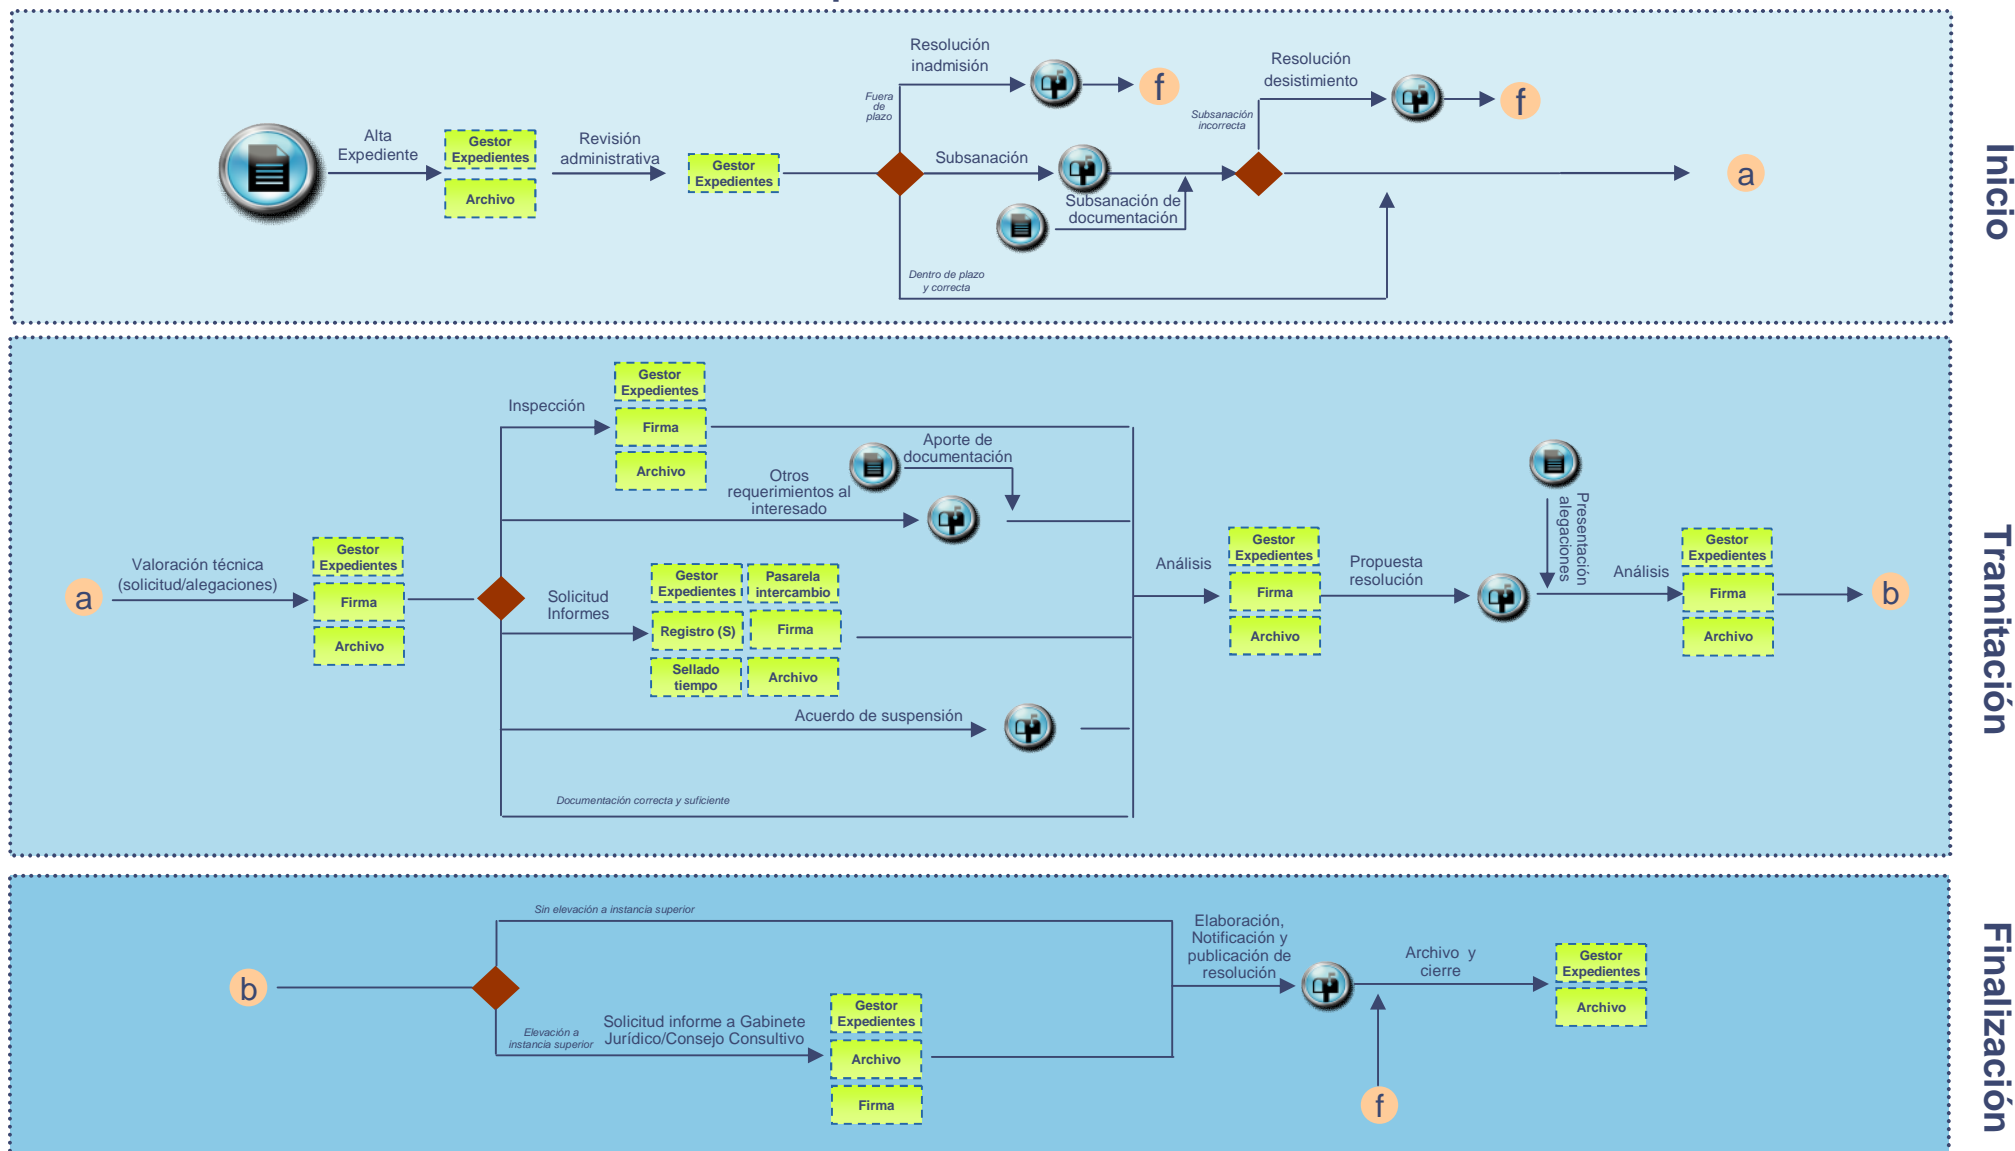 Resolución
inadmisión
f
Resolución
desistimiento
f
Fuera
de
plazo
Subsanación
incorrecta
Alta
Expediente
Gestor
Expedientes
Archivo
Revisión
administrativa
Gestor
Expedientes
Subsanación
Subsanación de
documentación
a
Dentro de plazo
y correcta
Inicio
Inspección
Gestor
Expedientes
Firma
Archivo
Aporte de
documentación
Otros
requerimientos al
interesado
a
Valoración técnica
(solicitud/alegaciones)
Gestor
Expedientes
Firma
Archivo
Solicitud
Informes
Gestor
Expedientes
Pasarela
intercambio
Registro (S)
Firma
Sellado
tiempo
Archivo
Acuerdo de suspensión
Documentación correcta y suficiente
Análisis
Gestor
Expedientes
Firma
Archivo
Propuesta
resolución
Presentación
alegaciones
Análisis
Gestor
Expedientes
Firma
Archivo
b
Tramitación
b
Sin elevación a instancia superior
Elevación a
instancia superior
Solicitud informe a Gabinete
Jurídico/Consejo Consultivo
Gestor
Expedientes
Archivo
Firma
Elaboración,
Notificación y
publicación de
resolución
Archivo y
cierre
f
Gestor
Expedientes
Archivo
Finalización